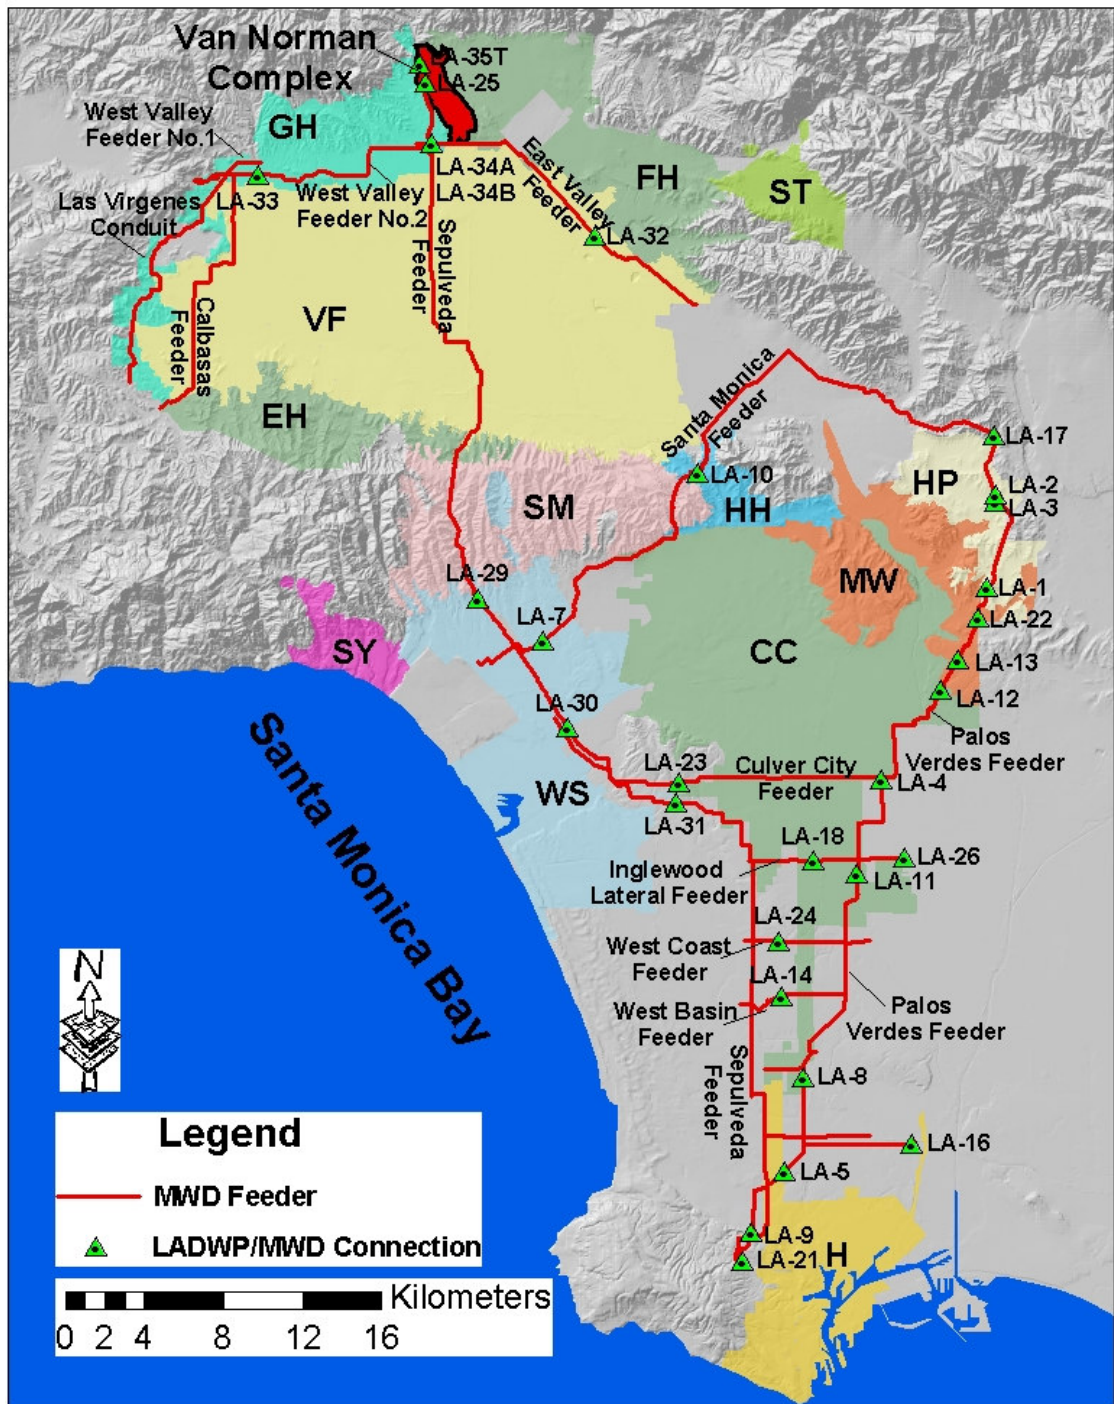 Van Norman
Complex
LA-35T
LA-25
West Valley
Feeder No.1
GH
LA-34A
LA-34B
East Valley
Feeder
FH
ST
LA-33
West Valley
Feeder No.2
Las Virgenes
Conduit
LA-32
Sepulveda
Feeder
VF
Calbasas
Feeder
EH
Santa Monica
Feeder
LA-17
LA-10
HP
LA-2
LA-3
SM
HH
LA-29
MW
LA-1
LA-7
LA-22
SY
CC
LA-13
LA-12
LA-30
Palos
Verdes Feeder
Santa Monica Bay
WS
LA-23
Culver City
Feeder
LA-4
LA-31
LA-18
LA-26
Inglewood
Lateral Feeder
LA-11
LA-24
West Coast
Feeder
LA-14
West Basin
Feeder
Palos
Verdes Feeder
N
Sepulveda
Feeder
LA-8
Legend
LA-16
LA-5
MWD Feeder
LADWP/MWD Connection
LA-9
LA-21
H
Kilometers
0 2 4 8 12 16